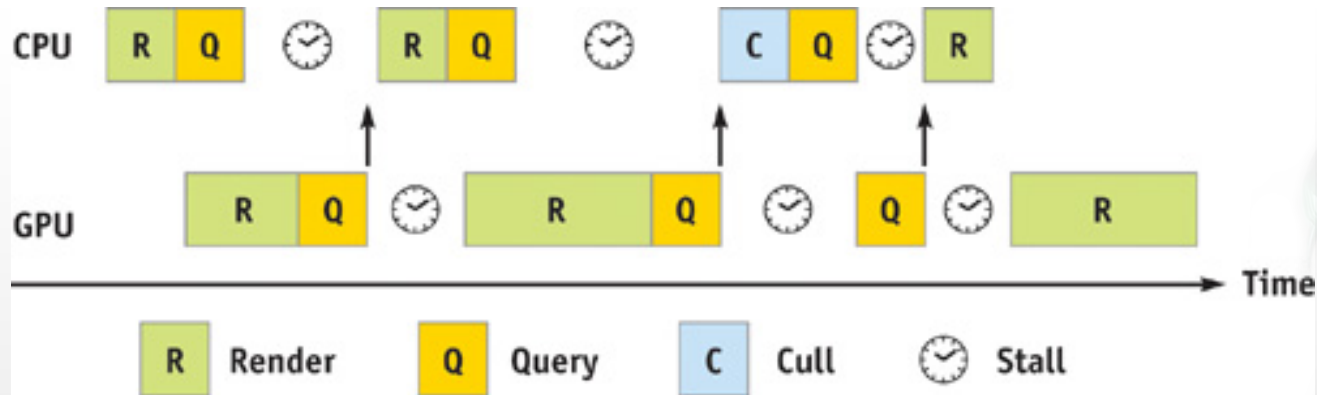 CPU R Q R Q C Q R
GPU R Q R Q Q R
Time
R Render Q Query C Cull Stall